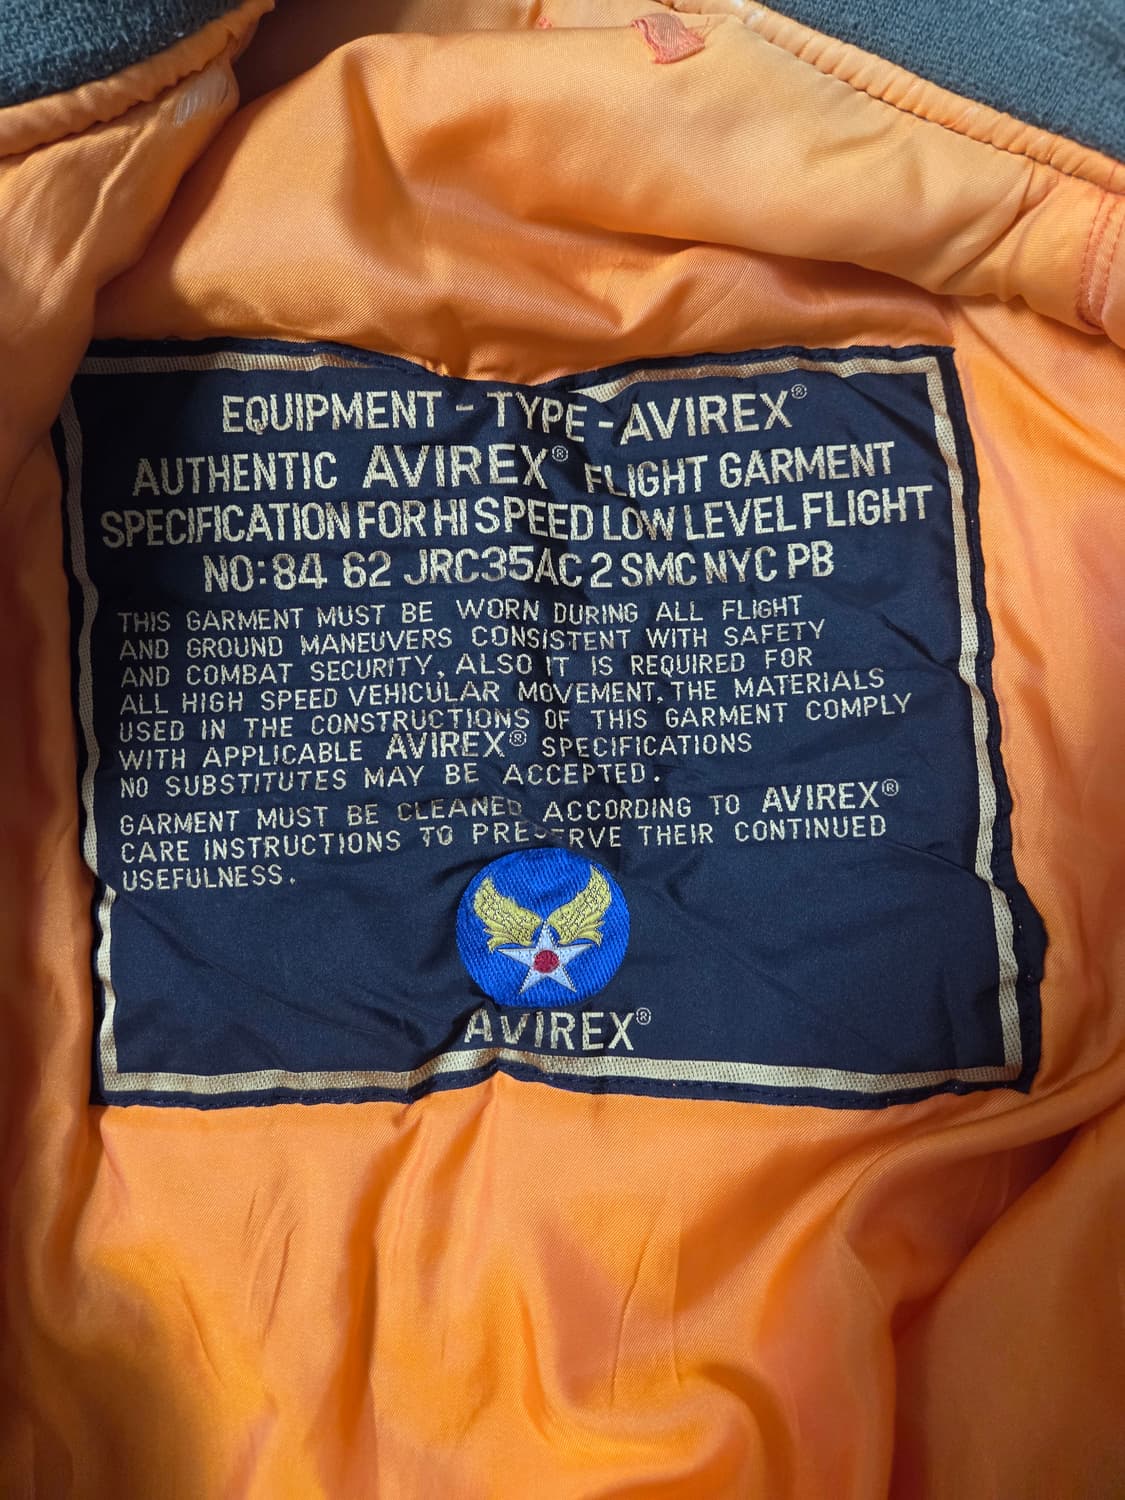 EQUIPMENT - TYPE - AVIREX®
AUTHENTIC AVIREX® FLIGHT GARMENT
SPECIFICATION FOR HI SPEED LOW LEVEL FLIGHT
NO: 84 62 JRC35AC 2 SMC NYC PB
THIS GARMENT MUST BE WORN DURING ALL FLIGHT
AND GROUND MANEUVERS CONSISTENT WITH SAFETY
AND COMBAT SECURITY, ALSO IT IS REQUIRED FOR
ALL HIGH SPEED VEHICULAR MOVEMENT, THE MATERIALS
USED IN THE CONSTRUCTIONS OF THIS GARMENT COMPLY
WITH APPLICABLE AVIREX® SPECIFICATIONS
NO SUBSTITUTES MAY BE ACCEPTED.
GARMENT MUST BE CLEANED ACCORDING TO AVIREX®
CARE INSTRUCTIONS TO PRESERVE THEIR CONTINUED
USEFULNESS.
AVIREX®